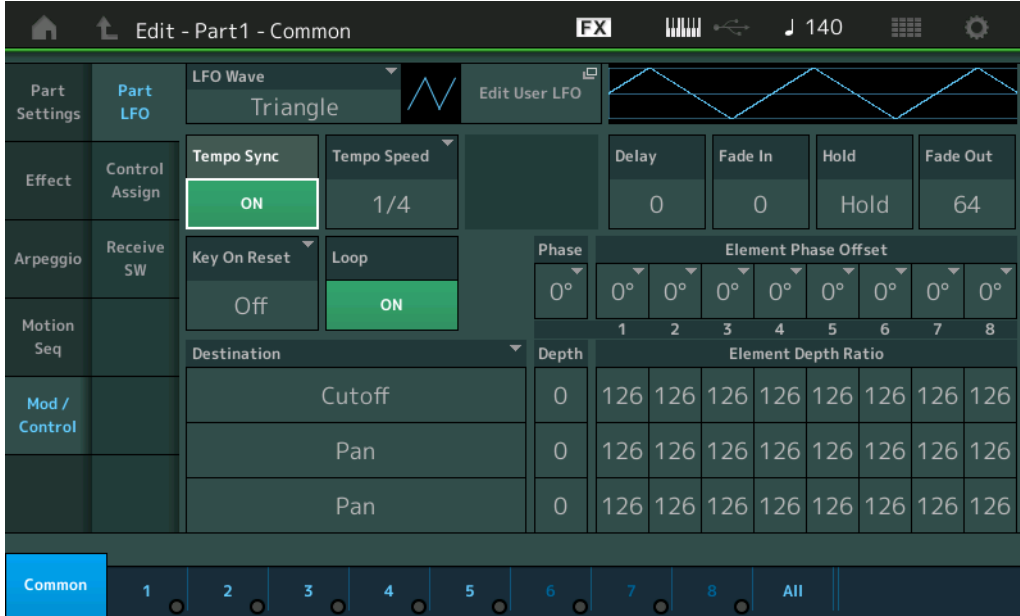 Edit - Part1 - Common FX ♩ 140
Part Settings
Effect
Arpeggio
Motion Seq
Mod / Control
Part LFO
Control Assign
Receive SW
LFO Wave
Triangle
Edit User LFO
Tempo Sync
ON
Tempo Speed
1/4
Delay
0
Fade In
0
Hold
Hold
Fade Out
64
Key On Reset
Off
Loop
ON
Phase
0°
Element Phase Offset
0° 0° 0° 0° 0° 0° 0° 0°
1 2 3 4 5 6 7 8
Destination Depth Element Depth Ratio
Cutoff 0 126 126 126 126 126 126 126 126
Pan 0 126 126 126 126 126 126 126 126
Pan 0 126 126 126 126 126 126 126 126
Common 1 2 3 4 5 6 7 8 All